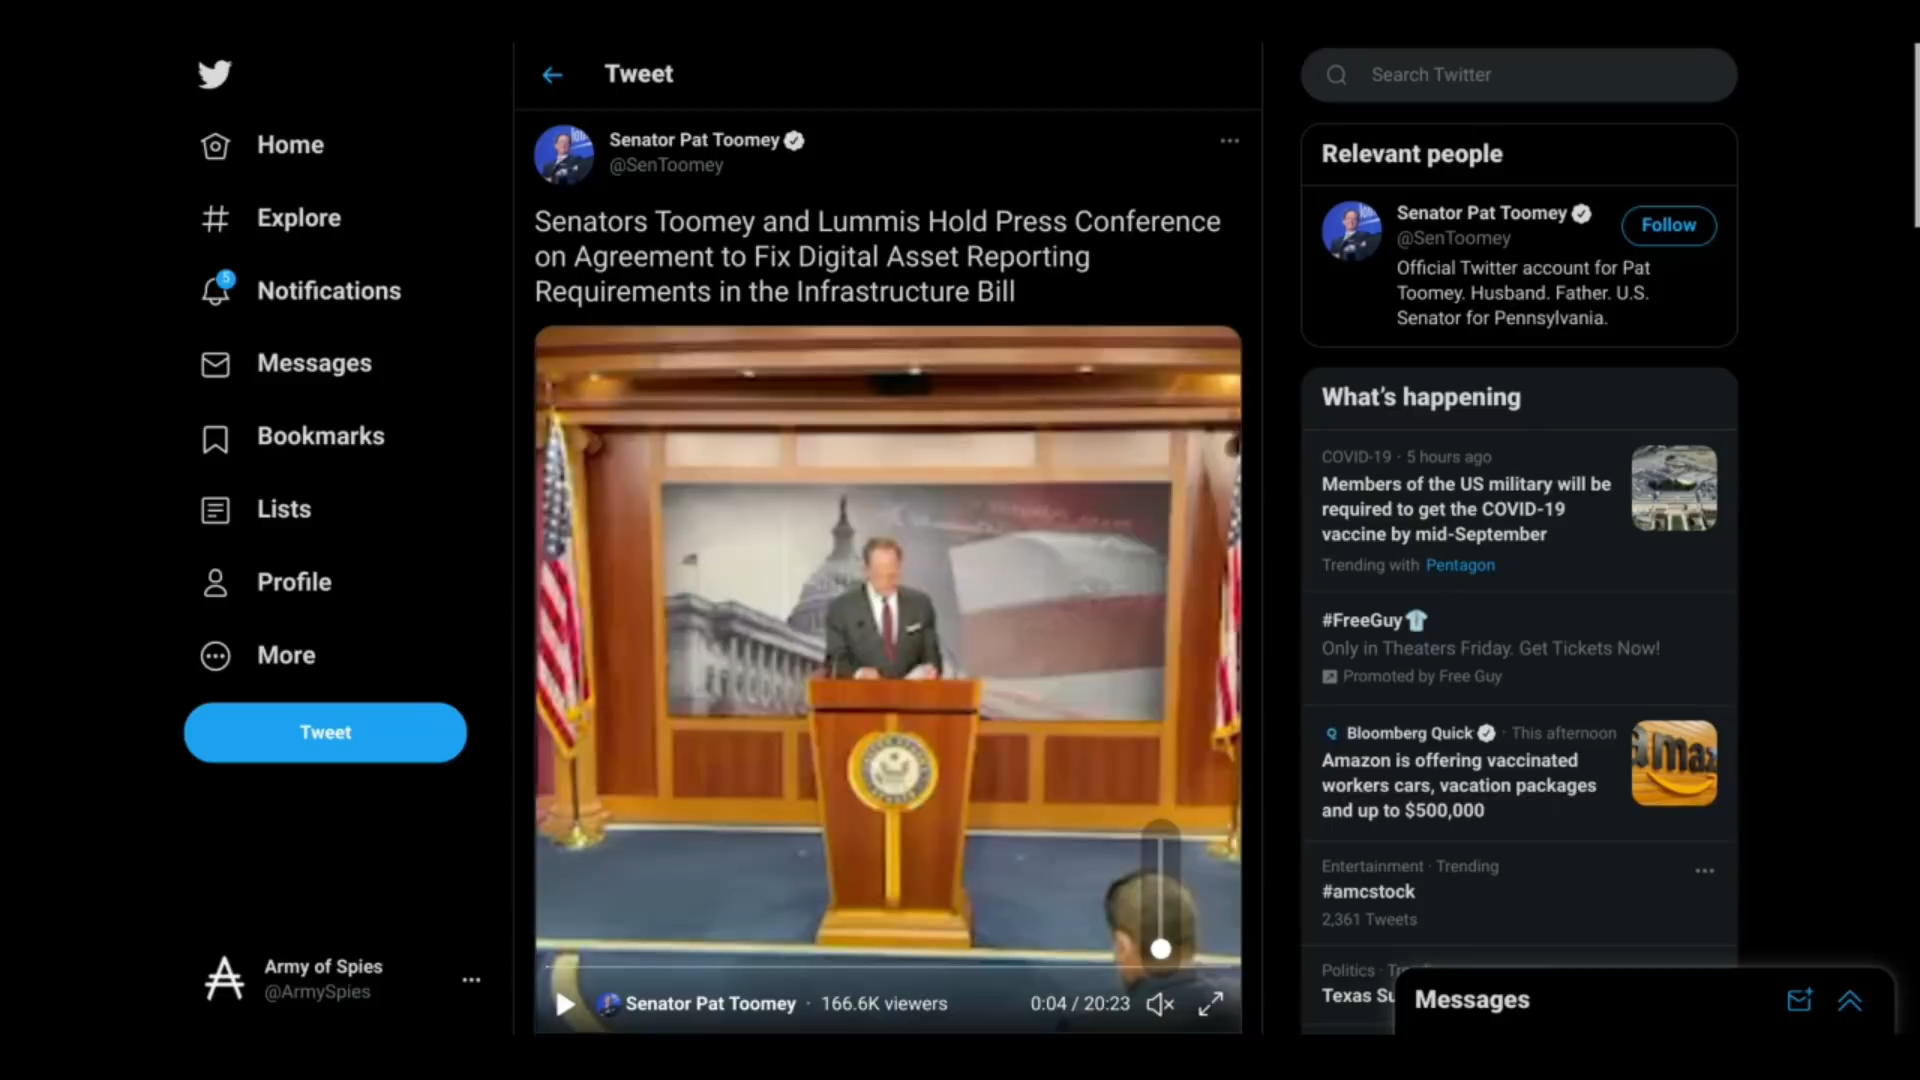 Home
Explore
5
Notifications
Messages
Bookmarks
Lists
Profile
More
Tweet
Army of Spies
@ArmySpies
Tweet
Senator Pat Toomey
@SenToomey
Senators Toomey and Lummis Hold Press Conference
on Agreement to Fix Digital Asset Reporting
Requirements in the Infrastructure Bill
Senator Pat Toomey · 166.6K viewers
0:04 / 20:23
Search Twitter
Relevant people
Senator Pat Toomey
@SenToomey
Follow
Official Twitter account for Pat
Toomey. Husband. Father. U.S.
Senator for Pennsylvania.
What's happening
COVID-19 · 5 hours ago
Members of the US military will be
required to get the COVID-19
vaccine by mid-September
Trending with Pentagon
#FreeGuy
Only in Theaters Friday. Get Tickets Now!
Promoted by Free Guy
Bloomberg Quick · This afternoon
Amazon is offering vaccinated
workers cars, vacation packages
and up to $500,000
Entertainment · Trending
#amcstock
2,361 Tweets
Politics ·
Texas
Messages